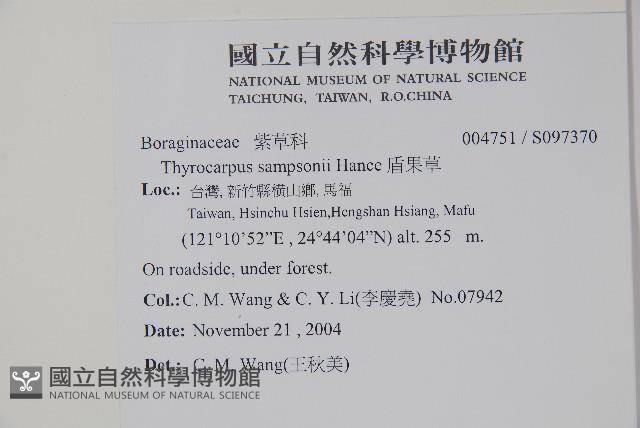 國立自然科學博物館
NATIONAL MUSEUM OF NATURAL SCIENCE
TAICHUNG, TAIWAN, R.O.CHINA
Boraginaceae 紫草科 004751 / S097370
Thyrocarpus sampsonii Hance 盾果草
Loc.: 台灣, 新竹縣橫山鄉, 馬福
Taiwan, Hsinchu Hsien,Hengshan Hsiang, Mafu
(121°10’52”E , 24°44’04”N) alt. 255 m.
On roadside, under forest.
Col.: C. M. Wang & C. Y. Li(李慶堯) No.07942
Date: November 21 , 2004
Det.: C. M. Wang(王秋美)
國立自然科學博物館
NATIONAL MUSEUM OF NATURAL SCIENCE